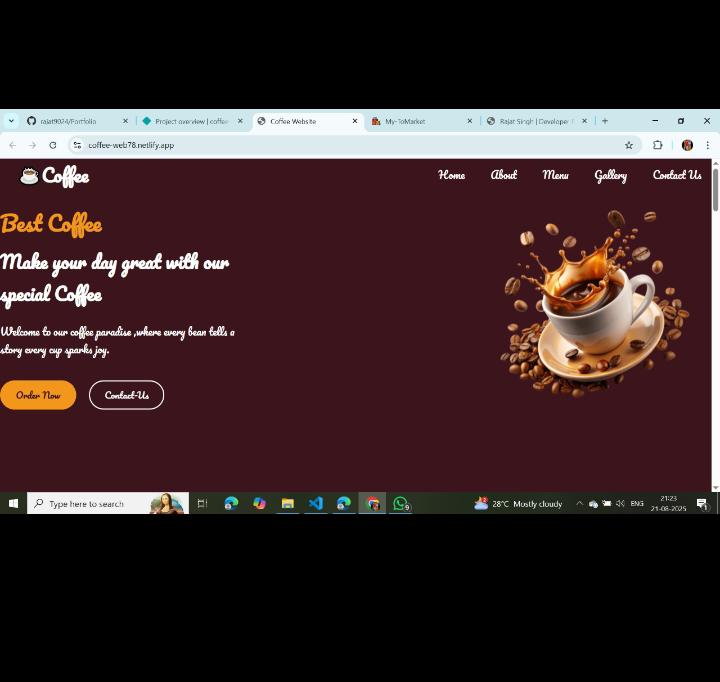 rajat9024/Portfolio
Project overview | coffee
Coffee Website
My-ToMarket
Rajat Singh | Developer
coffee-web78.netlify.app
Coffee
Home About Menu Gallery Contact Us
Best Coffee
Make your day great with our
special Coffee
Welcome to our coffee paradise ,where every bean tells a
story every cup sparks joy.
Order Now Contact-Us
Type here to search
28°C Mostly cloudy
ENG
21:23
21-08-2025